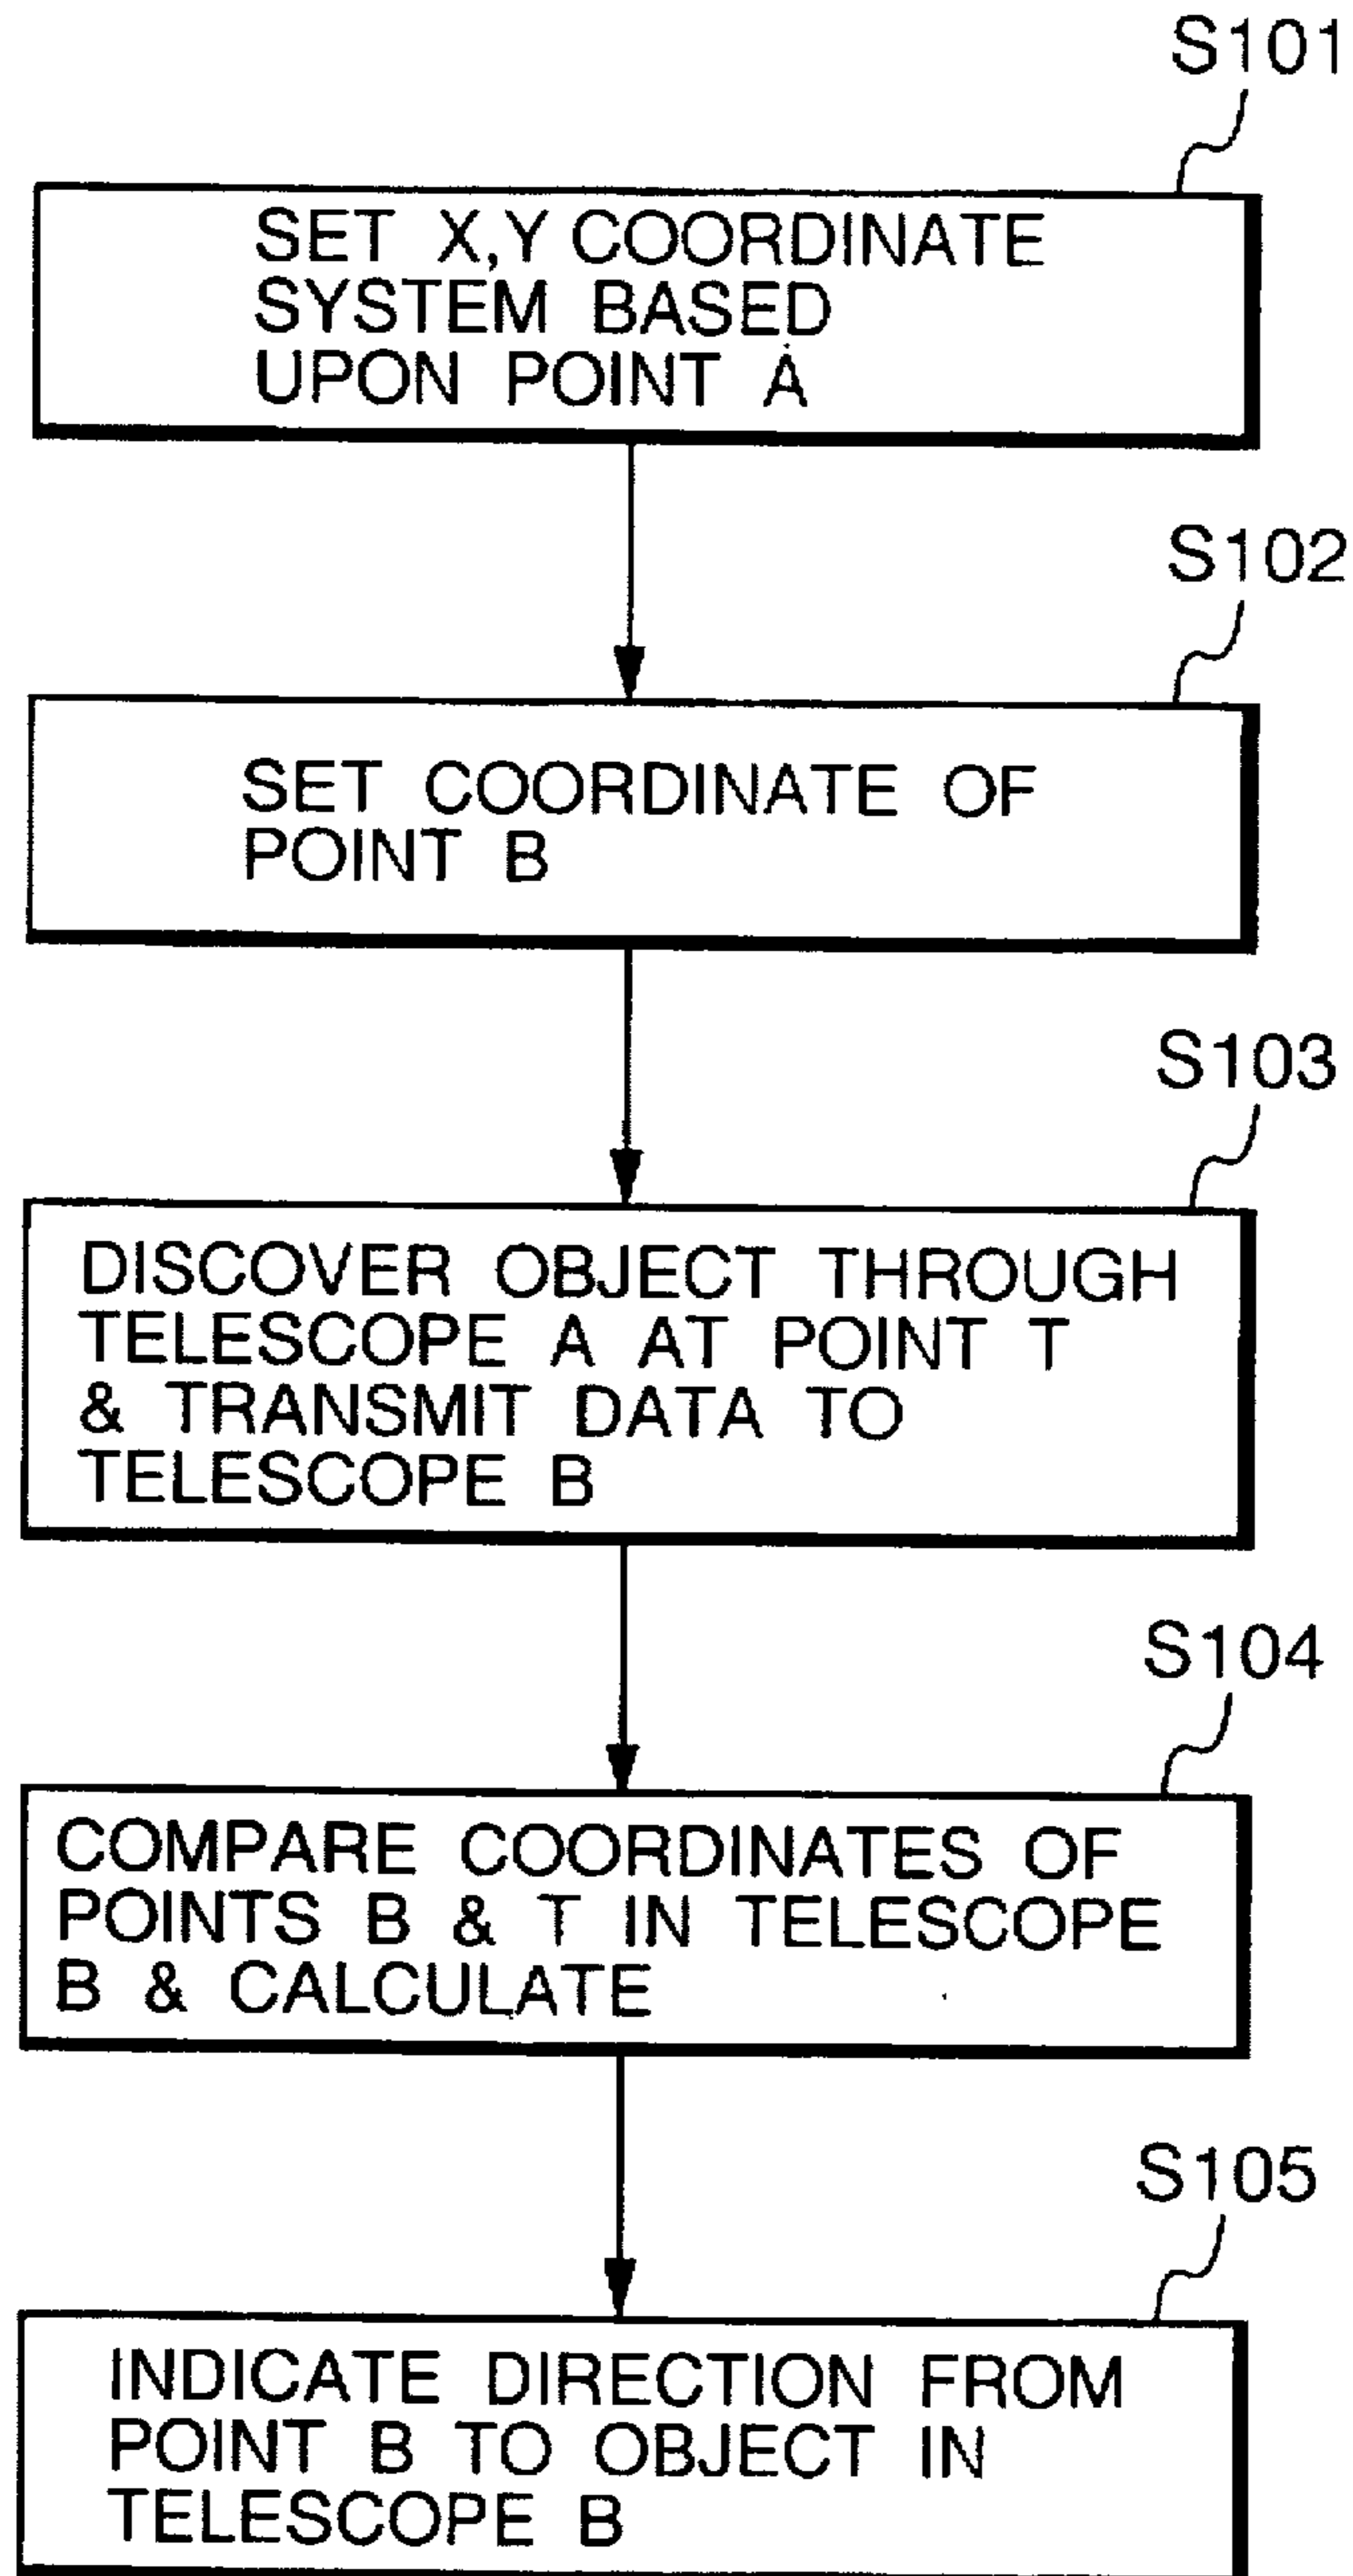 S101
SET X,Y COORDINATE
SYSTEM BASED
UPON POINT A
S102
SET COORDINATE OF
POINT B
S103
DISCOVER OBJECT THROUGH
TELESCOPE A AT POINT T
& TRANSMIT DATA TO
TELESCOPE B
S104
COMPARE COORDINATES OF
POINTS B & T IN TELESCOPE
B & CALCULATE
S105
INDICATE DIRECTION FROM
POINT B TO OBJECT IN
TELESCOPE B